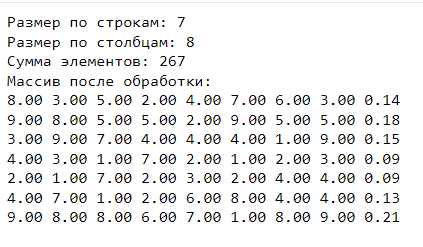 Размер по строкам: 7
Размер по столбцам: 8
Сумма элементов: 267
Массив после обработки:
8.00 3.00 5.00 2.00 4.00 7.00 6.00 3.00 0.14
9.00 8.00 5.00 5.00 2.00 9.00 5.00 5.00 0.18
3.00 9.00 7.00 4.00 4.00 4.00 1.00 9.00 0.15
4.00 3.00 1.00 7.00 2.00 1.00 2.00 3.00 0.09
2.00 1.00 7.00 2.00 3.00 2.00 4.00 4.00 0.09
4.00 7.00 1.00 2.00 6.00 8.00 4.00 4.00 0.13
9.00 8.00 8.00 6.00 7.00 1.00 8.00 9.00 0.21